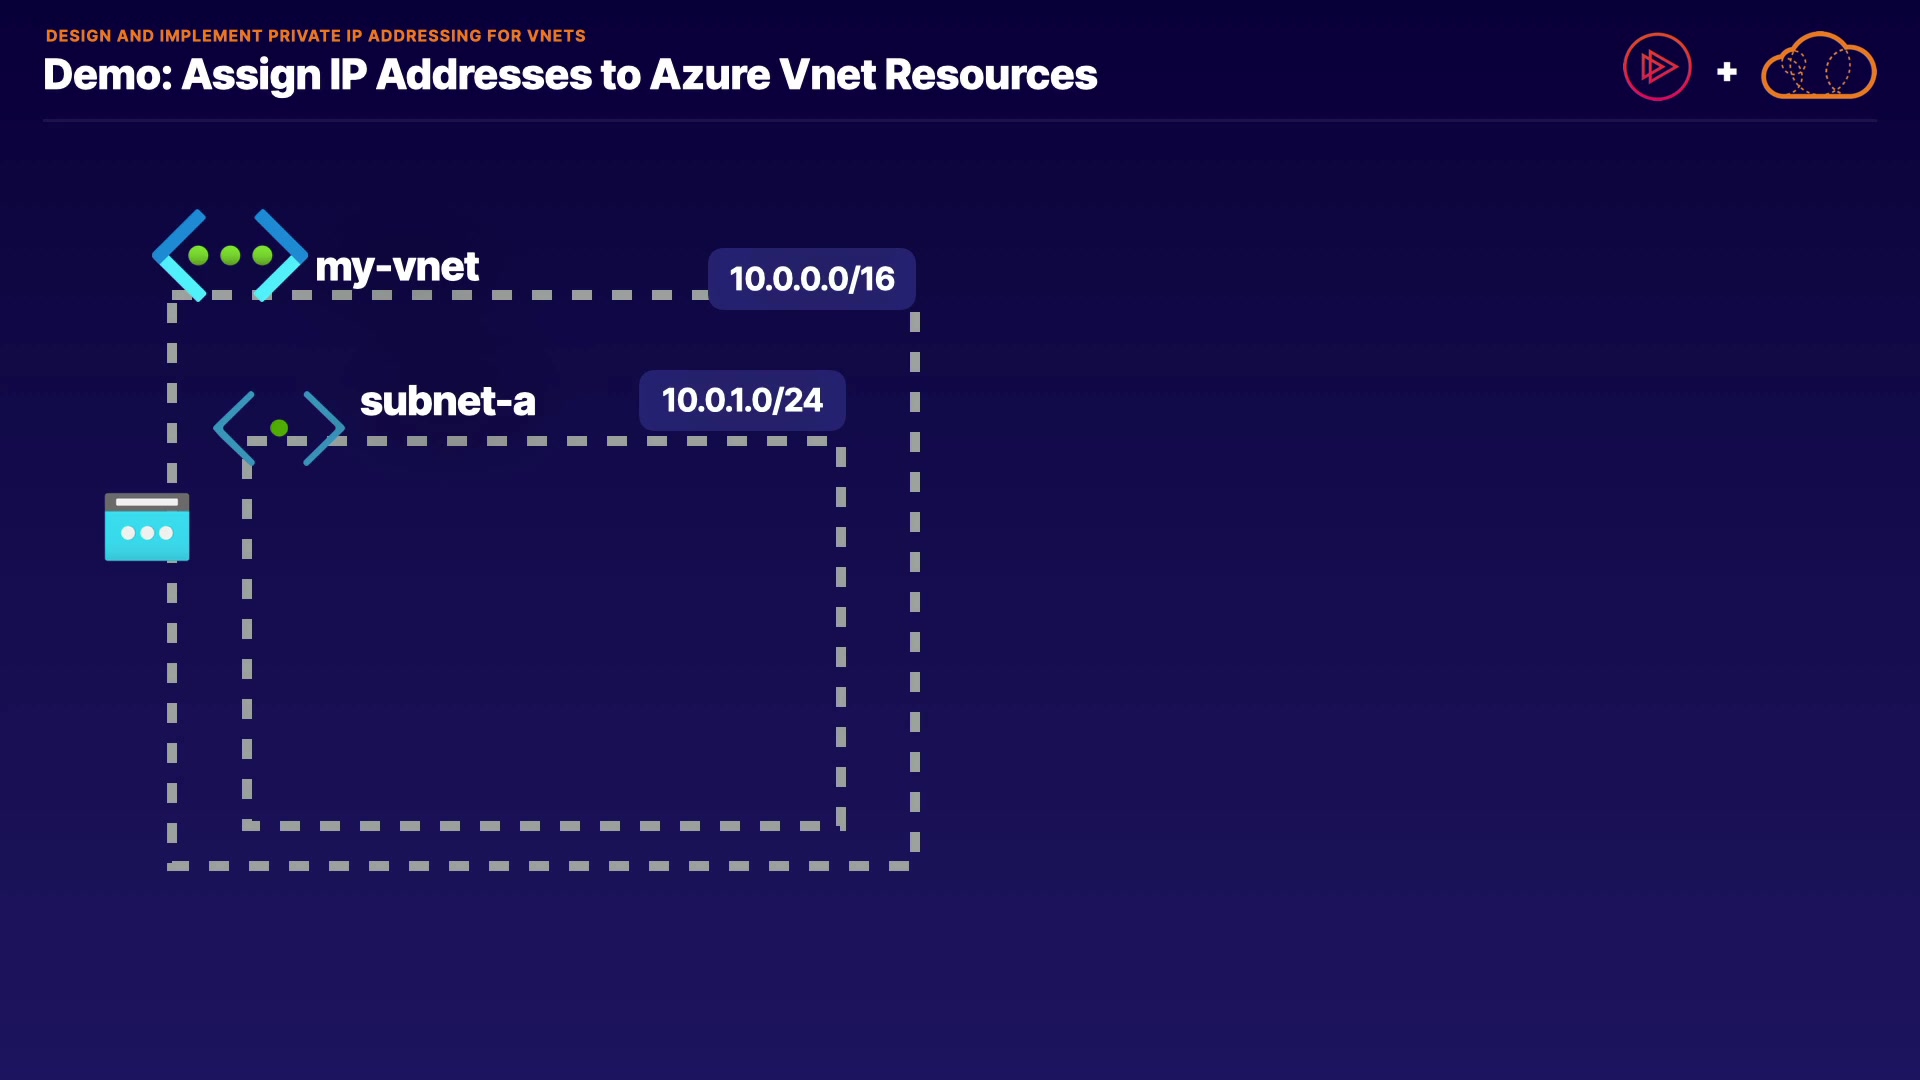 DESIGN AND IMPLEMENT PRIVATE IP ADDRESSING FOR VNETS
Demo: Assign IP Addresses to Azure Vnet Resources
my-vnet
10.0.0.0/16
subnet-a
10.0.1.0/24